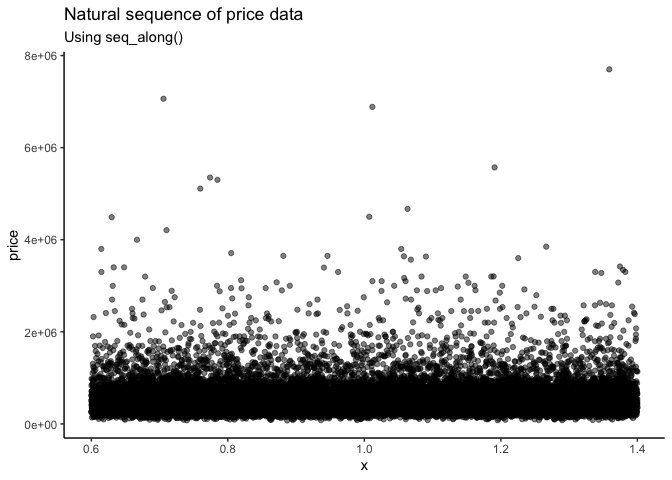 Natural sequence of price data
Using seq_along()
8e+06
6e+06
4e+06
2e+06
0e+00
price
0.6 0.8 1.0 1.2 1.4
x